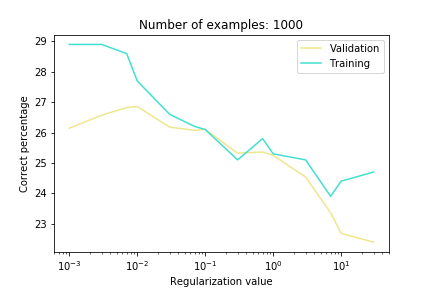 Number of examples: 1000
Validation
Training
Correct percentage
29
28
27
26
25
24
23
10⁻³
10⁻²
10⁻¹
10⁰
10¹
Regularization value